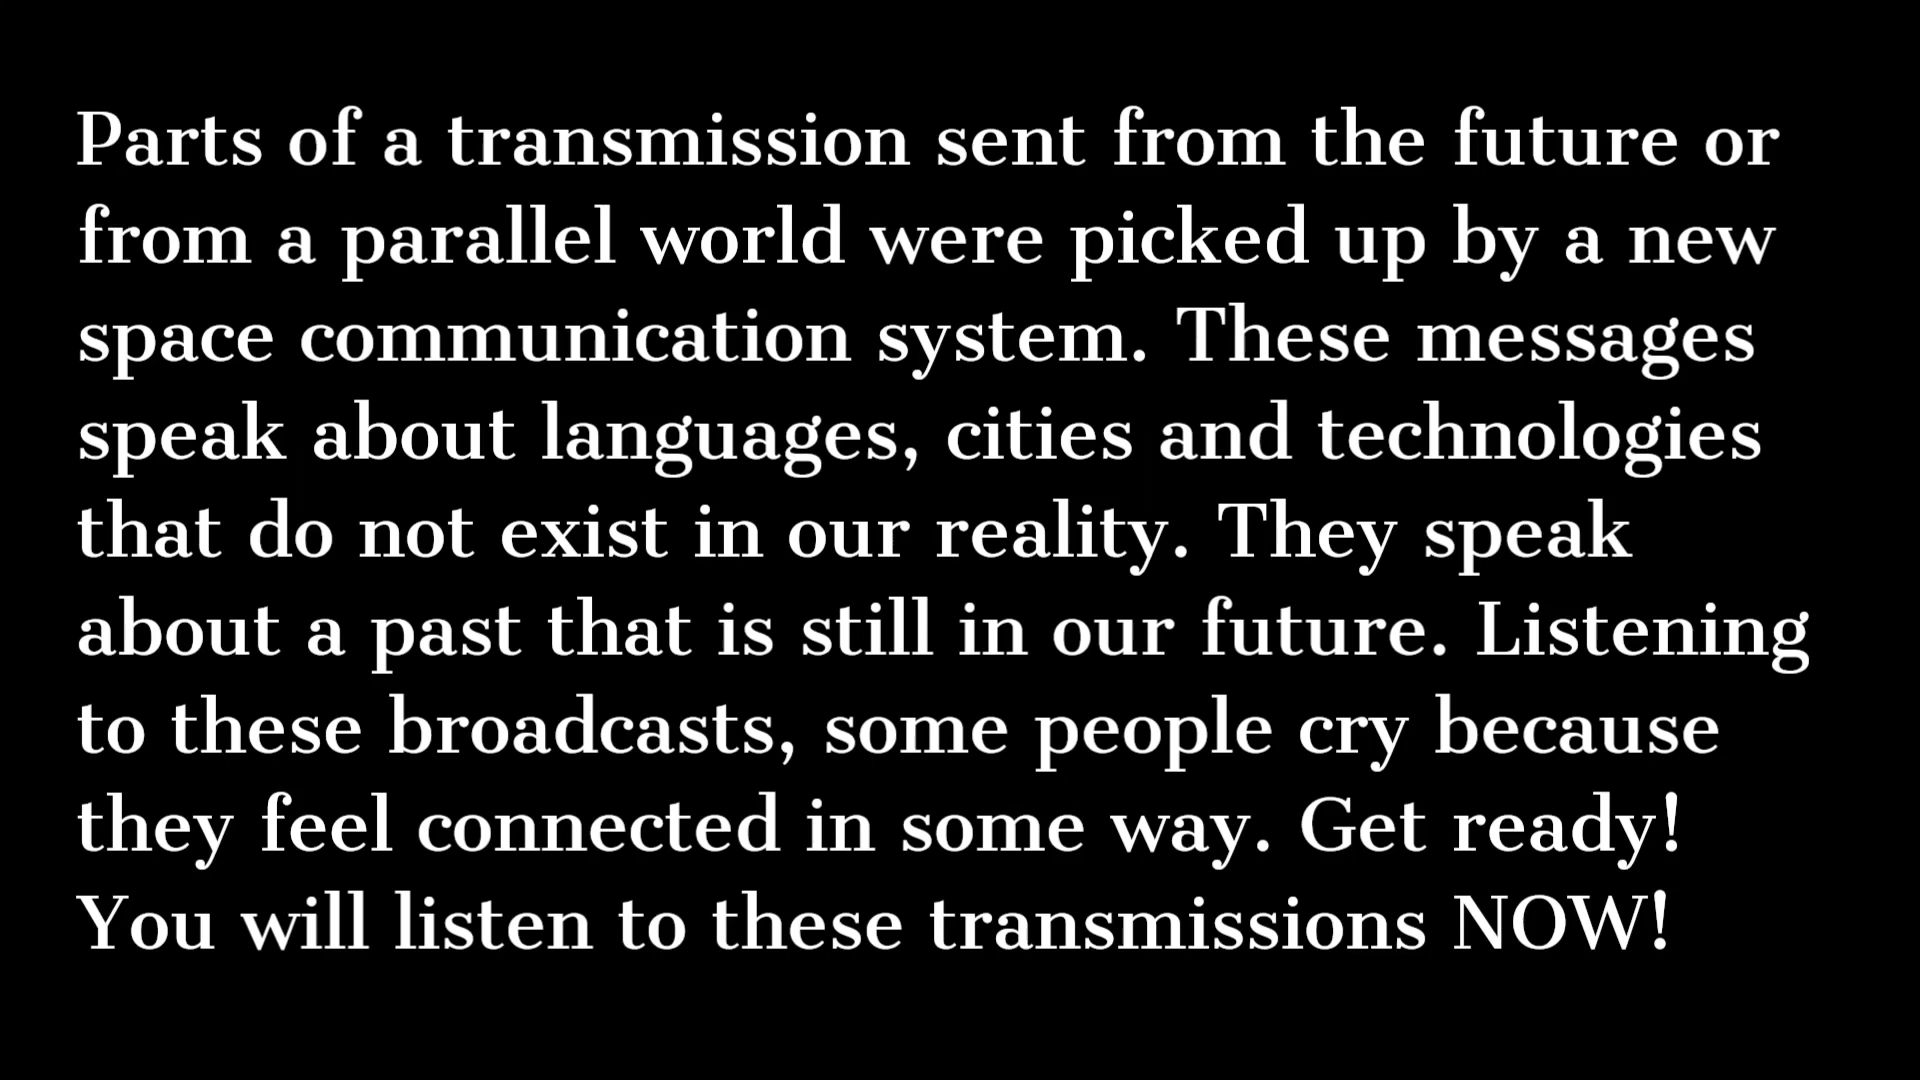 Parts of a transmission sent from the future or
from a parallel world were picked up by a new
space communication system. These messages
speak about languages, cities and technologies
that do not exist in our reality. They speak
about a past that is still in our future. Listening
to these broadcasts, some people cry because
they feel connected in some way. Get ready!
You will listen to these transmissions NOW!